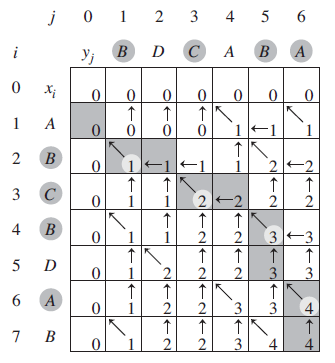 j 0 1 2 3 4 5 6
i y_j B D C A B A
0 x_i 0 0 0 0 0 0 0
1 A 0 ↑0 ↑0 ↑0 ↖1 ←1 ↖1
2 B 0 ↖1 ←1 ←1 ↑1 ↖2 ←2
3 C 0 ↑1 ↑1 ↖2 ←2 ↑2 ↑2
4 B 0 ↖1 ↑1 ↑2 ↑2 ↖3 ←3
5 D 0 ↑1 ↖2 ↑2 ↑2 ↑3 ↑3
6 A 0 ↑1 ↑2 ↑2 ↖3 ↑3 ↖4
7 B 0 ↖1 ↑2 ↑2 ↑3 ↖4 ↑4